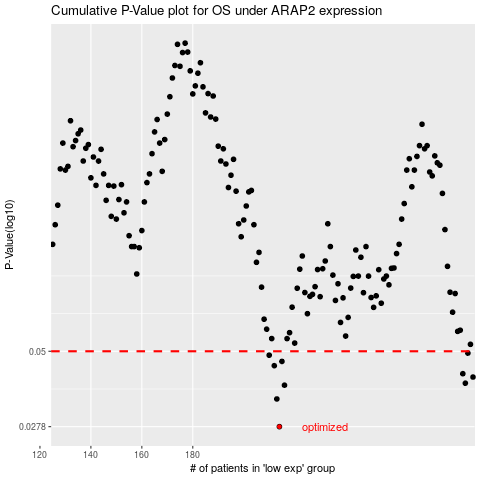 Cumulative P-Value plot for OS under ARAP2 expression
P-Value(log10)
0.05
0.0278
optimized
120 140 160 180
# of patients in 'low exp' group